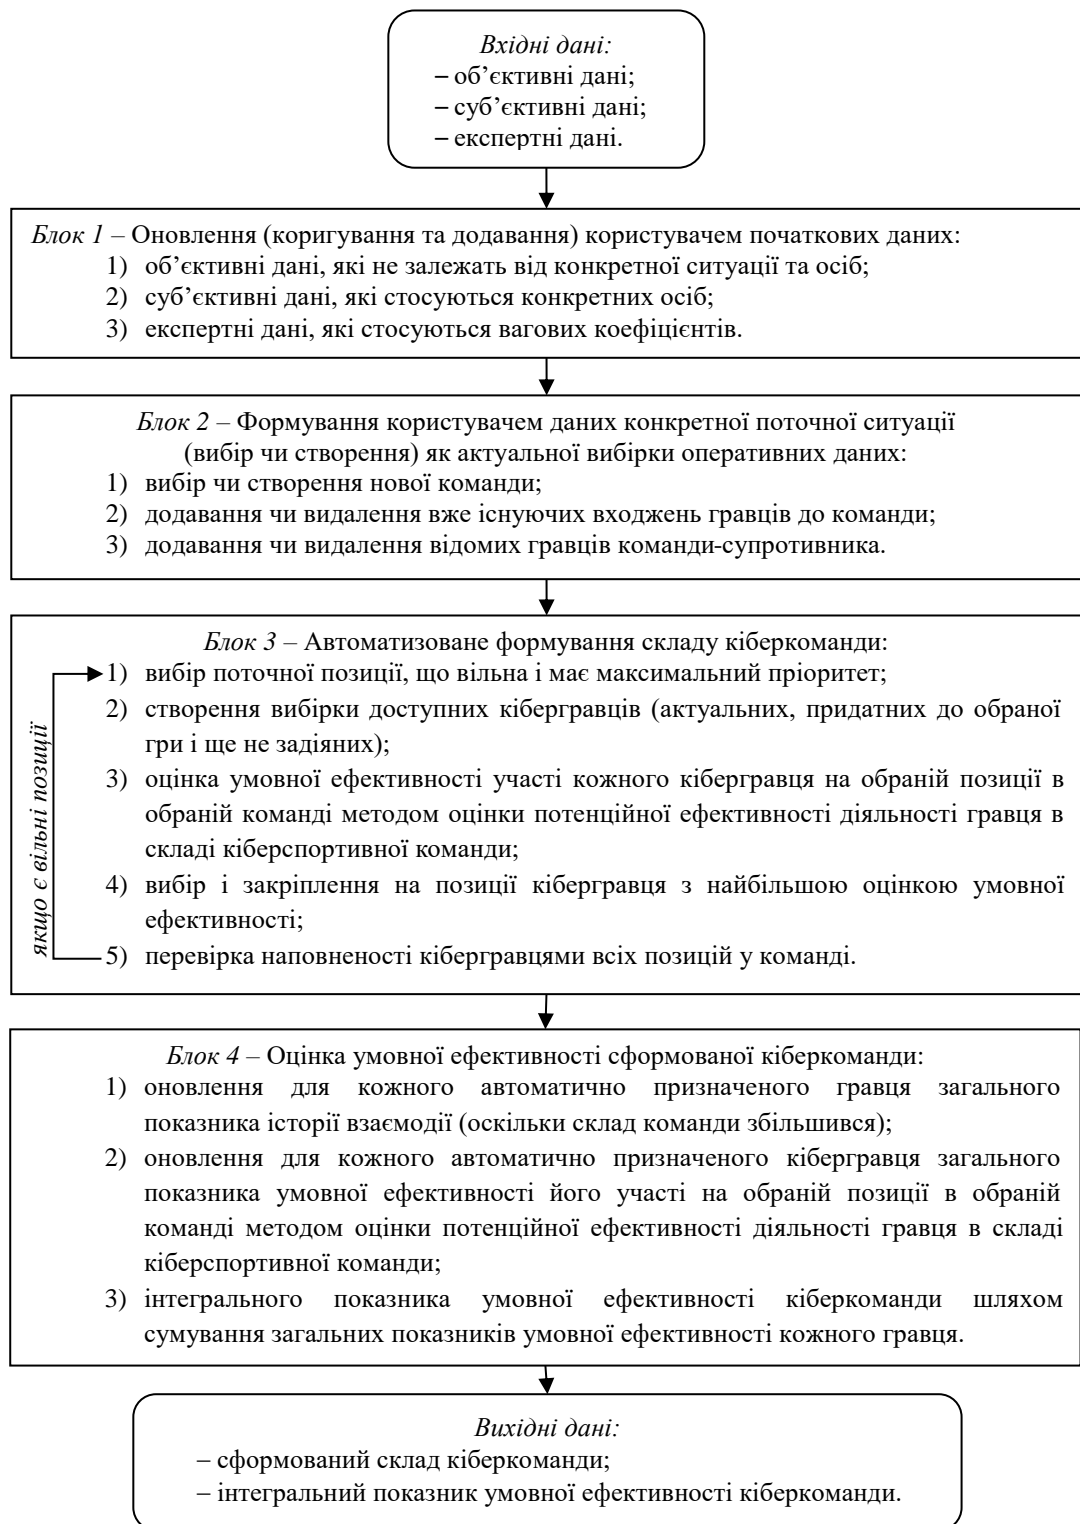 Вхідні дані:
– об’єктивні дані;
– суб’єктивні дані;
– експертні дані.
Блок 1 – Оновлення (коригування та додавання) користувачем початкових даних:
1) об’єктивні дані, які не залежать від конкретної ситуації та осіб;
2) суб’єктивні дані, які стосуються конкретних осіб;
3) експертні дані, які стосуються вагових коефіцієнтів.
Блок 2 – Формування користувачем даних конкретної поточної ситуації
(вибір чи створення) як актуальної вибірки оперативних даних:
1) вибір чи створення нової команди;
2) додавання чи видалення вже існуючих входжень гравців до команди;
3) додавання чи видалення відомих гравців команди-супротивника.
Блок 3 – Автоматизоване формування складу кіберкоманди:
якщо є вільні позиції
1) вибір поточної позиції, що вільна і має максимальний пріоритет;
2) створення вибірки доступних кібергравців (актуальних, придатних до обраної
гри і ще не задіяних);
3) оцінка умовної ефективності участі кожного кібергравця на обраній позиції в
обраній команді методом оцінки потенційної ефективності діяльності гравця в
складі кіберспортивної команди;
4) вибір і закріплення на позиції кібергравця з найбільшою оцінкою умовної
ефективності;
5) перевірка наповненості кібергравцями всіх позицій у команді.
Блок 4 – Оцінка умовної ефективності сформованої кіберкоманди:
1) оновлення для кожного автоматично призначеного гравця загального
показника історії взаємодії (оскільки склад команди збільшився);
2) оновлення для кожного автоматично призначеного кібергравця загального
показника умовної ефективності його участі на обраній позиції в обраній
команді методом оцінки потенційної ефективності діяльності гравця в складі
кіберспортивної команди;
3) інтегрального показника умовної ефективності кіберкоманди шляхом
сумування загальних показників умовної ефективності кожного гравця.
Вихідні дані:
– сформований склад кіберкоманди;
– інтегральний показник умовної ефективності кіберкоманди.